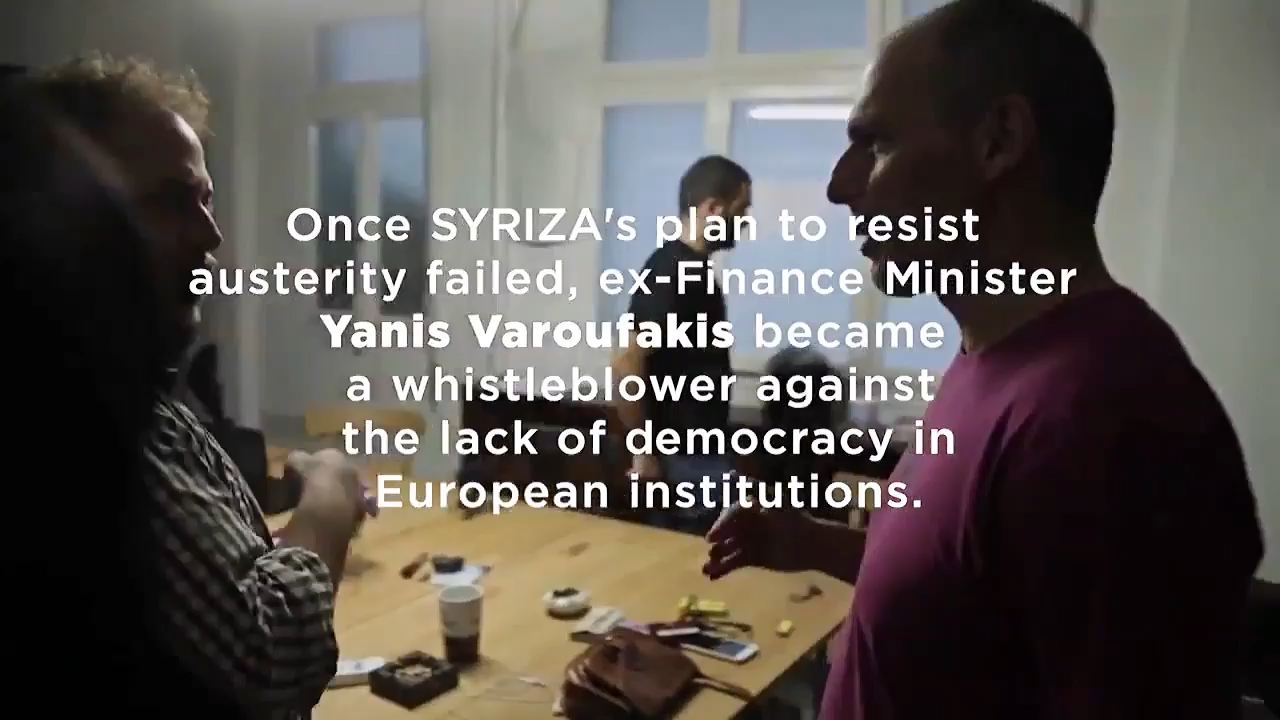 Once SYRIZA's plan to resist
austerity failed, ex-Finance Minister
Yanis Varoufakis became
a whistleblower against
the lack of democracy in
European institutions.